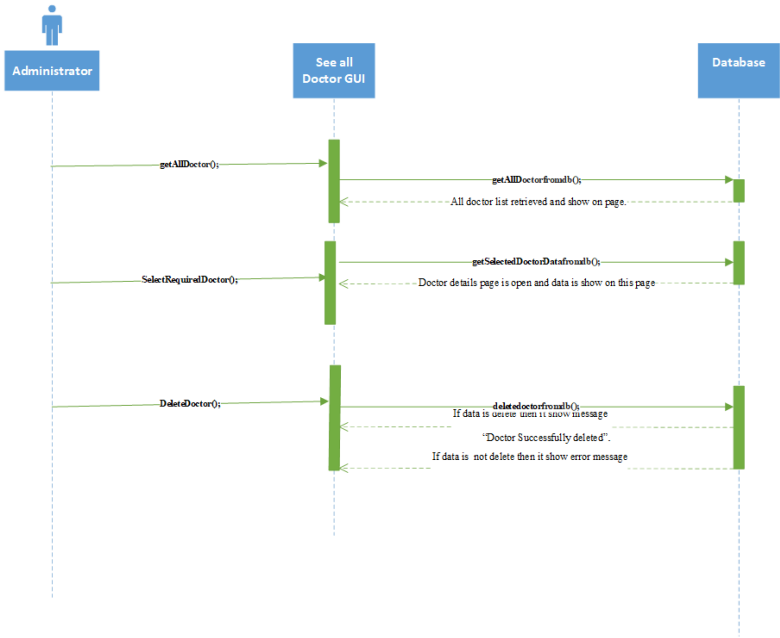 Administrator
See all
Doctor GUI
Database
getAllDoctor();
getAllDoctorfromdb();
All doctor list retrieved and show on page.
getSelectedDoctorDatafromdb();
SelectRequiredDoctor();
Doctor details page is open and data is show on this page
DeleteDoctor();
deletedoctorfromdb();
If data is delete then it show message
“Doctor Successfully deleted”.
If data is not delete then it show error message